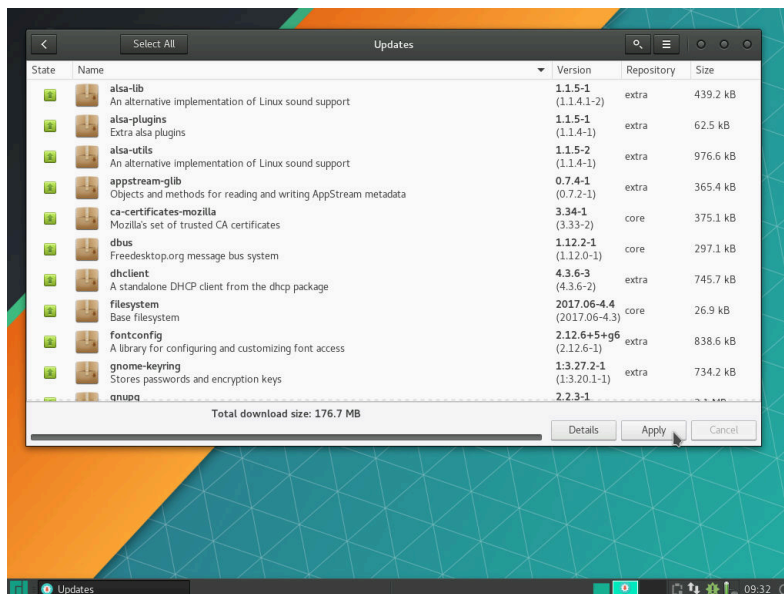 Select All
Updates
State Name Version Repository Size
alsa-lib 1.1.5-1
An alternative implementation of Linux sound support (1.1.4.1-2) extra 439.2 kB
alsa-plugins 1.1.5-1
Extra alsa plugins (1.1.4-1) extra 62.5 kB
alsa-utils 1.1.5-2
An alternative implementation of Linux sound support (1.1.4-1) extra 976.6 kB
appstream-glib 0.7.4-1
Objects and methods for reading and writing AppStream metadata (0.7.2-1) extra 365.4 kB
ca-certificates-mozilla 3.34-1
Mozilla's set of trusted CA certificates (3.33-2) core 375.1 kB
dbus 1.12.2-1
Freedesktop.org message bus system (1.12.0-1) core 297.1 kB
dhclient 4.3.6-3
A standalone DHCP client from the dhcp package (4.3.6-2) extra 745.7 kB
filesystem 2017.06-4.4
Base filesystem (2017.06-4.3) core 26.9 kB
fontconfig 2.12.6+5+g6
A library for configuring and customizing font access (2.12.6-1) extra 838.6 kB
gnome-keyring 1:3.27.2-1
Stores passwords and encryption keys (1:3.20.1-1) extra 734.2 kB
gnupg 2.2.3-1
Total download size: 176.7 MB
Details Apply Cancel
Updates 09:32